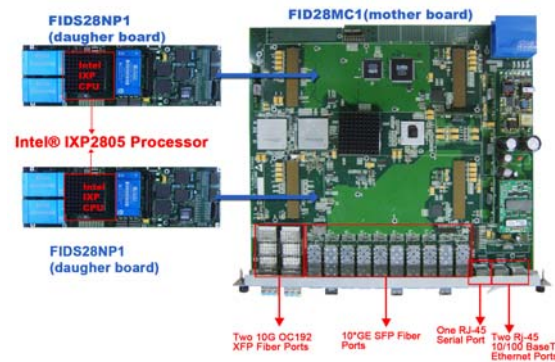 FIDS28NP1
(daugher board)
FID28MC1(mother board)
Intel
IXP
CPU
Intel® IXP2805 Processor
Intel
IXP
CPU
FIDS28NP1
(daugher board)
Two 10G OC192
XFP Fiber Ports
10*GE SFP Fiber
Ports
One RJ-45
Serial Port
Two Rj-45
10/100 BaseT
Ethernet Ports